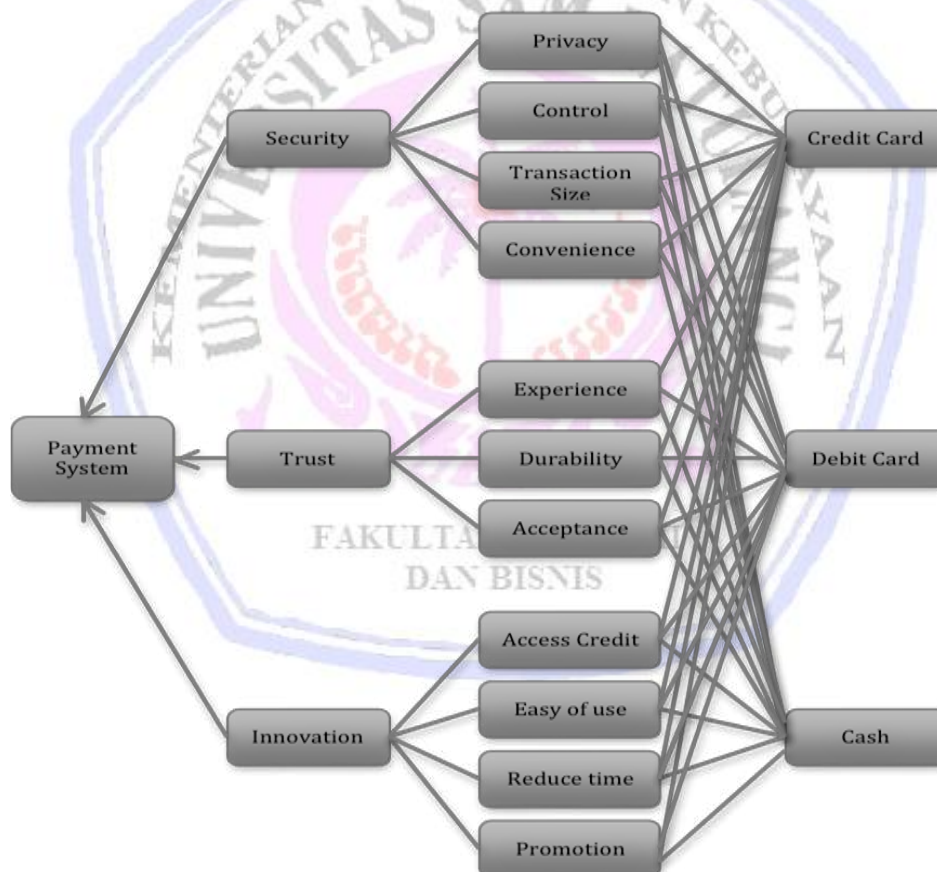 Privacy
Control
Transaction
Size
Convenience
Security
Credit Card
Experience
Durability
Acceptance
Payment
System
Trust
Debit Card
FAKULTA
DAN BISNIS
Access Credit
Easy of use
Reduce time
Promotion
Innovation
Cash